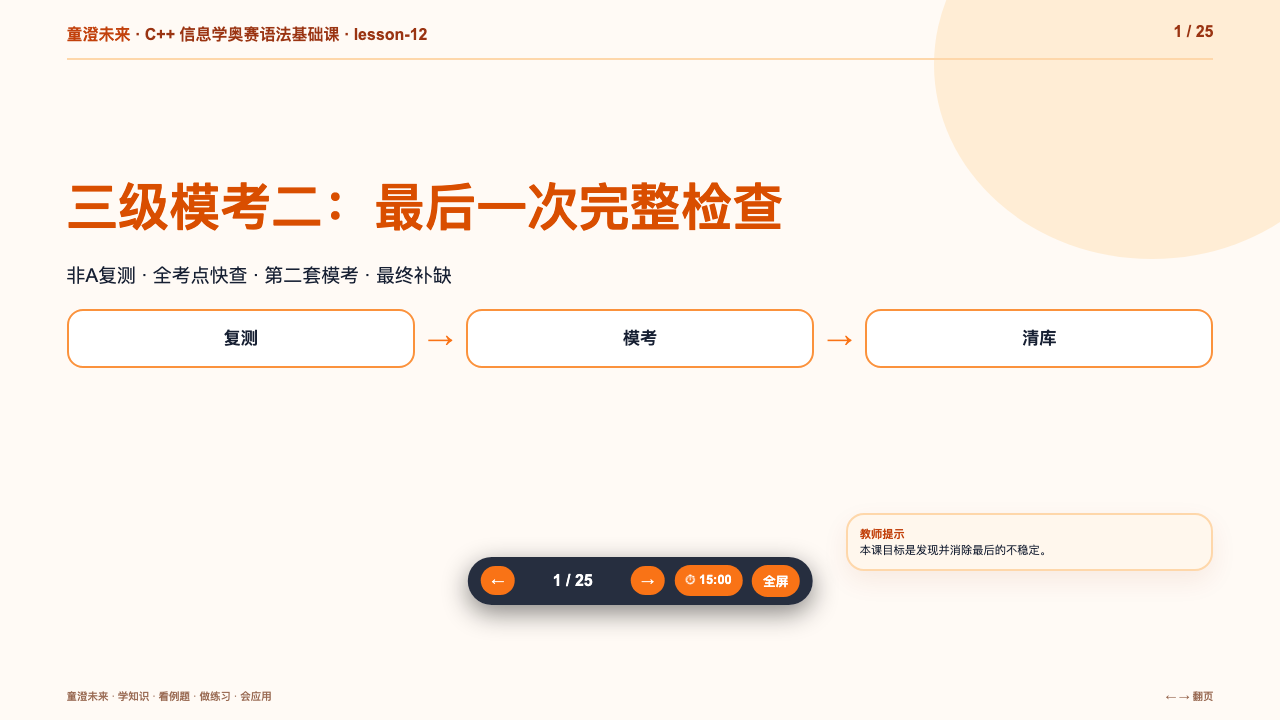 童澄未来 · C++ 信息学奥赛语法基础课 · lesson-12
1 / 25
三级模考二：最后一次完整检查
非A复测 · 全考点快查 · 第二套模考 · 最终补缺
复测 → 模考 → 清库
教师提示
本课目标是发现并消除最后的不稳定。
← 1 / 25 → ⏱ 15:00 全屏
童澄未来 · 学知识 · 看例题 · 做练习 · 会应用
←→ 翻页